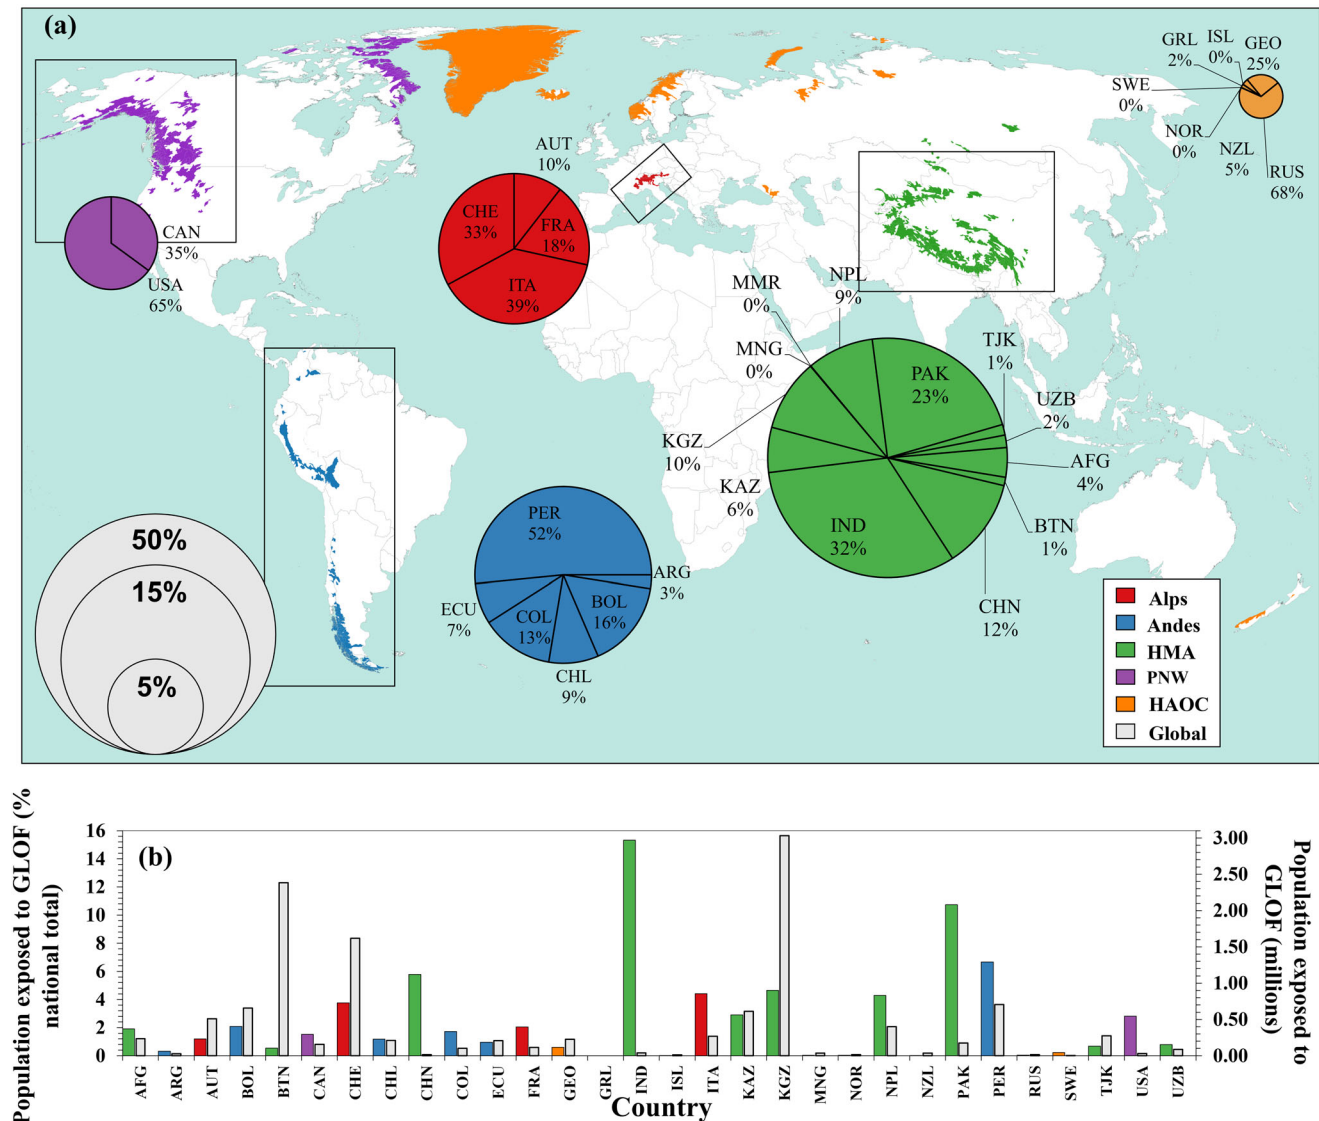 (a)
GRL
2%
ISL
0%
GEO
25%
SWE
0%
NOR
0%
NZL
5%
RUS
68%
AUT
10%
CHE
33%
FRA
18%
ITA
39%
CAN
35%
USA
65%
MMR
0%
NPL
9%
MNG
0%
PAK
23%
TJK
1%
UZB
2%
KGZ
10%
AFG
4%
KAZ
6%
IND
32%
BTN
1%
CHN
12%
PER
52%
ARG
3%
ECU
7%
COL
13%
BOL
16%
CHL
9%
50%
15%
5%
Alps
Andes
HMA
PNW
HAOC
Global
(b)
Population exposed to GLOF (%
national total)
16
14
12
10
8
6
4
2
0
3.00
2.50
2.00
1.50
1.00
0.50
0.00
Population exposed to
GLOF (millions)
AFG
ARG
AUT
BOL
BTN
CAN
CHE
CHL
CHN
COL
ECU
FRA
GEO
GRL
IND
ISL
ITA
KAZ
KGZ
MNG
NOR
NPL
NZL
PAK
PER
RUS
SWE
TJK
USA
UZB
Country